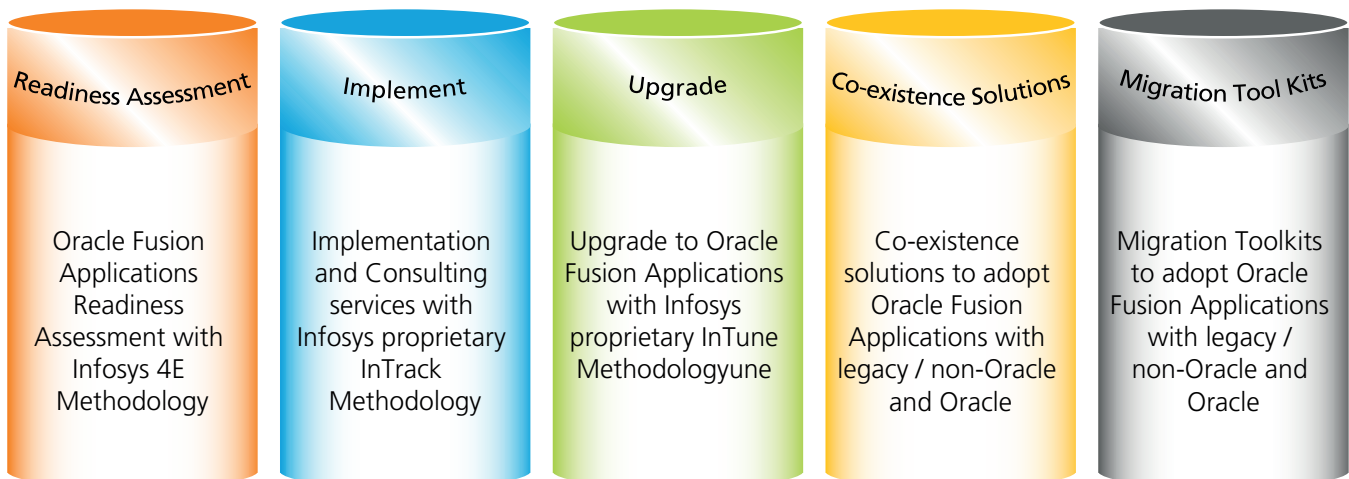 Readiness Assessment
Oracle Fusion
Applications
Readiness
Assessment with
Infosys 4E
Methodology
Implement
Implementation
and Consulting
services with
Infosys proprietary
InTrack
Methodology
Upgrade
Upgrade to Oracle
Fusion Applications
with Infosys
proprietary InTune
Methodologyune
Co-existence Solutions
Co-existence
solutions to adopt
Oracle Fusion
Applications with
legacy / non-Oracle
and Oracle
Migration Tool Kits
Migration Toolkits
to adopt Oracle
Fusion Applications
with legacy /
non-Oracle and
Oracle